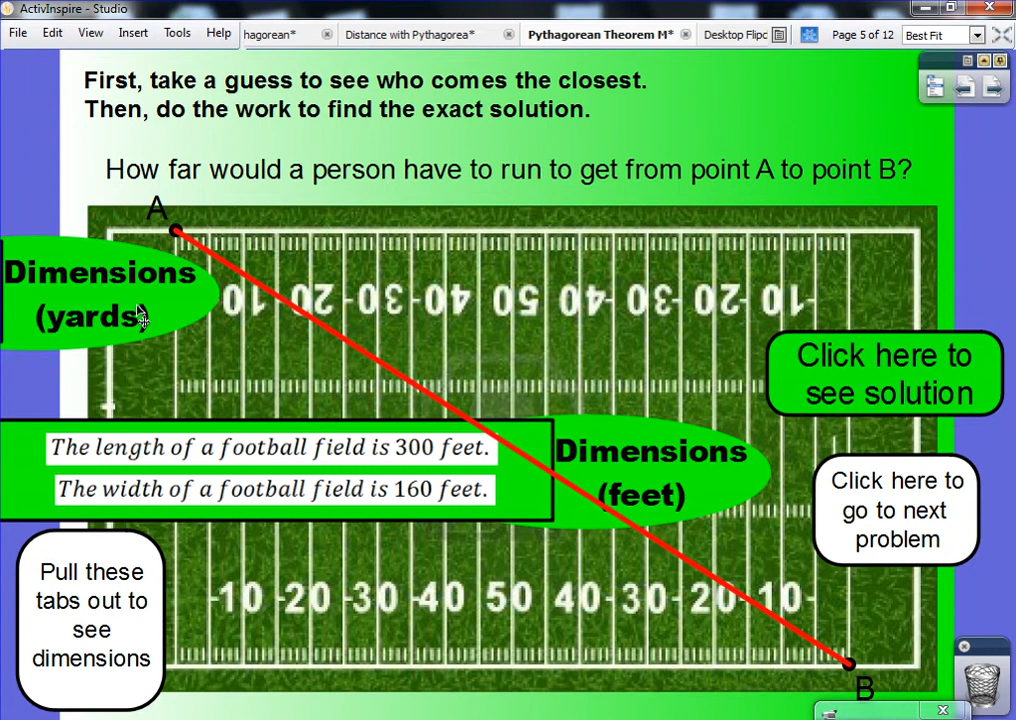 ActivInspire - Studio
File Edit View Insert Tools Help
hagorean* Distance with Pythagorea* Pythagorean Theorem M* Desktop Flipc Page 5 of 12 Best Fit
First, take a guess to see who comes the closest.
Then, do the work to find the exact solution.
How far would a person have to run to get from point A to point B?
A
Dimensions
(yards)
10 20 30 40 50 40 30 20 10
Click here to
see solution
The length of a football field is 300 feet.
The width of a football field is 160 feet.
Dimensions
(feet)
Click here to
go to next
problem
Pull these
tabs out to
see
dimensions
10 20 30 40 50 40 30 20 10
B